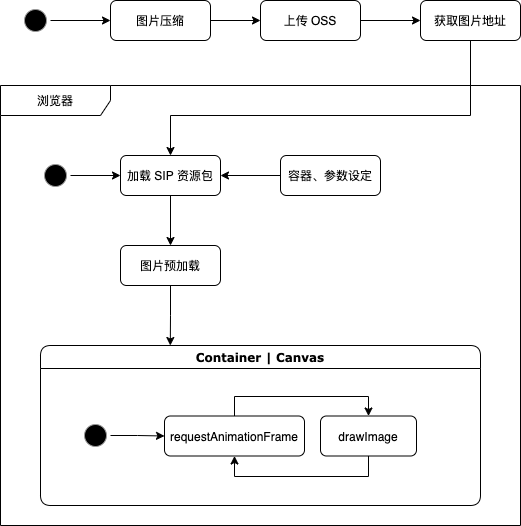 图片压缩
上传 OSS
获取图片地址
浏览器
加载 SIP 资源包
容器、参数设定
图片预加载
Container | Canvas
requestAnimationFrame
drawImage